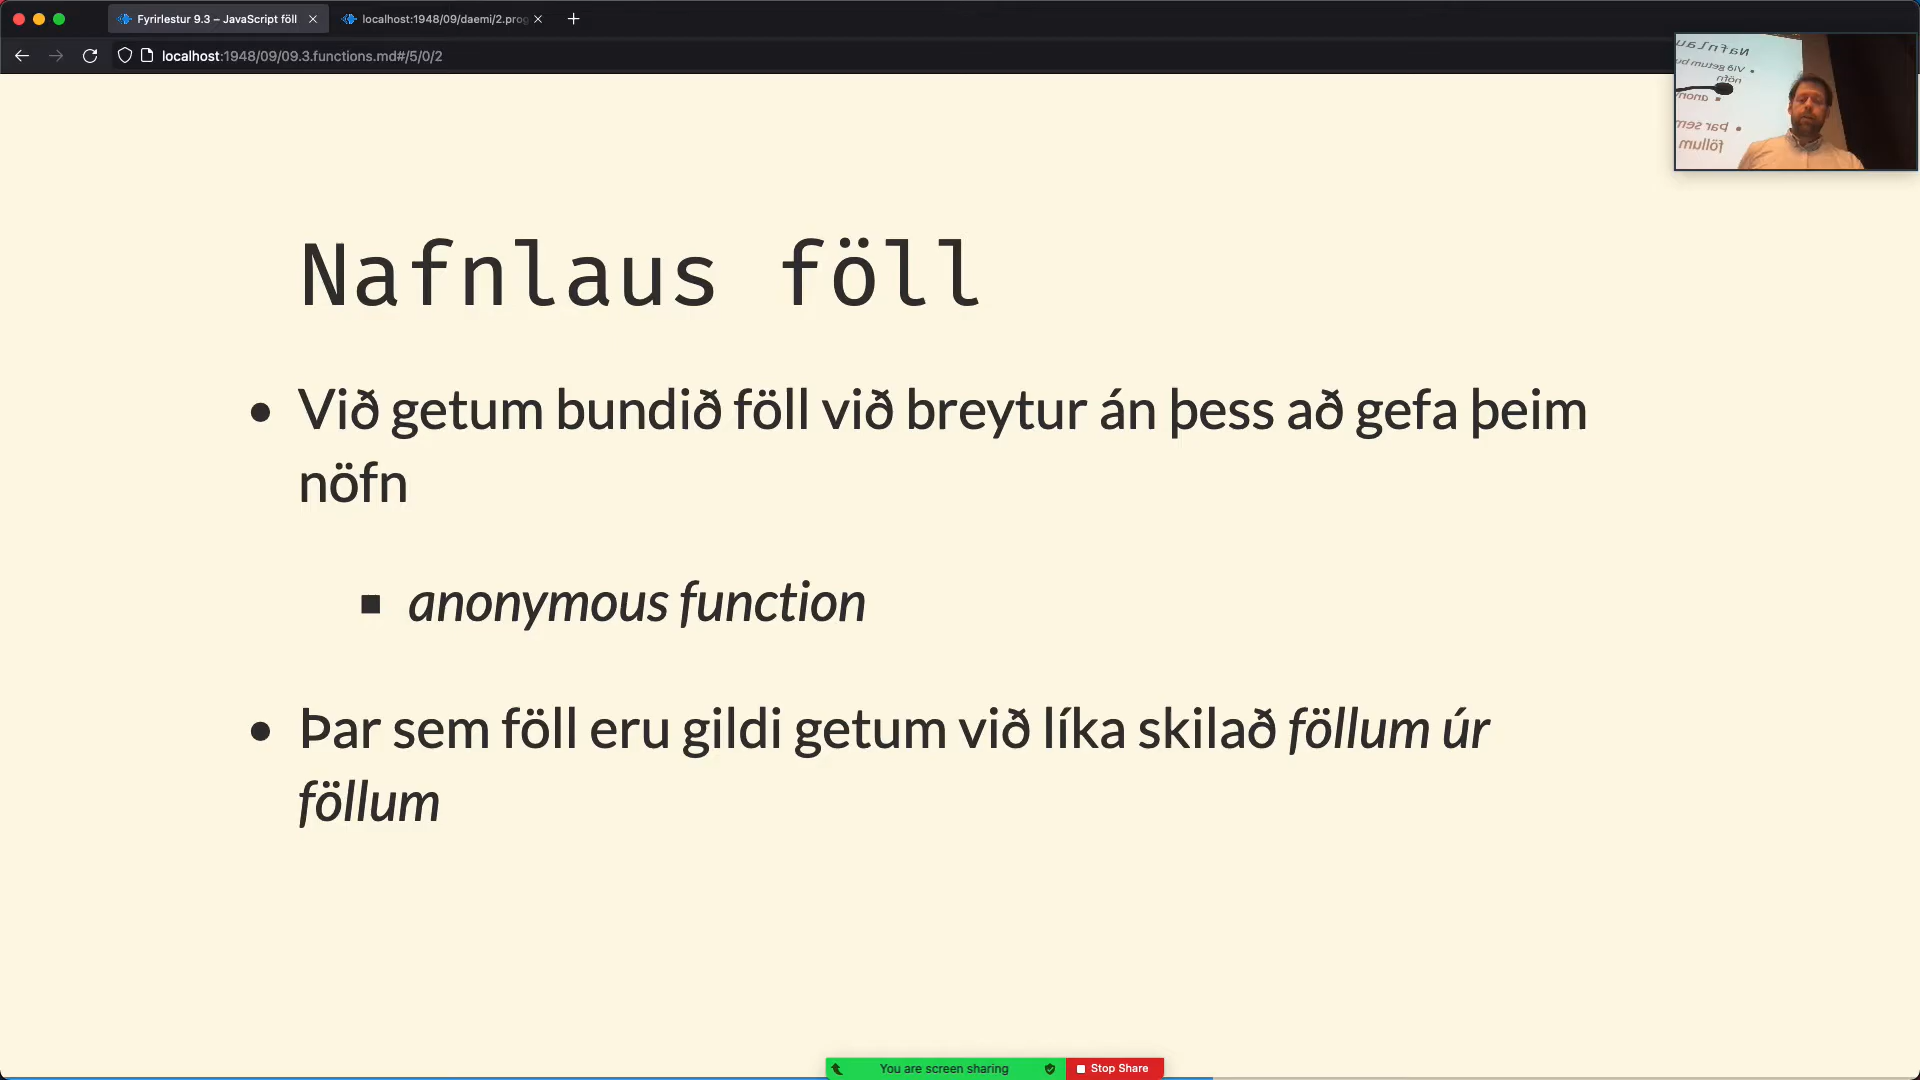 Fyrirlestur 9.3 – JavaScript föll
localhost:1948/09/daemi/2.prog
localhost:1948/09/09.3.functions.md#/5/0/2
Nafnlaus föll
• Við getum bundið föll við breytur án þess að gefa þeim
nöfn
▪ anonymous function
• Þar sem föll eru gildi getum við líka skilað föllum úr
föllum
You are screen sharing
Stop Share